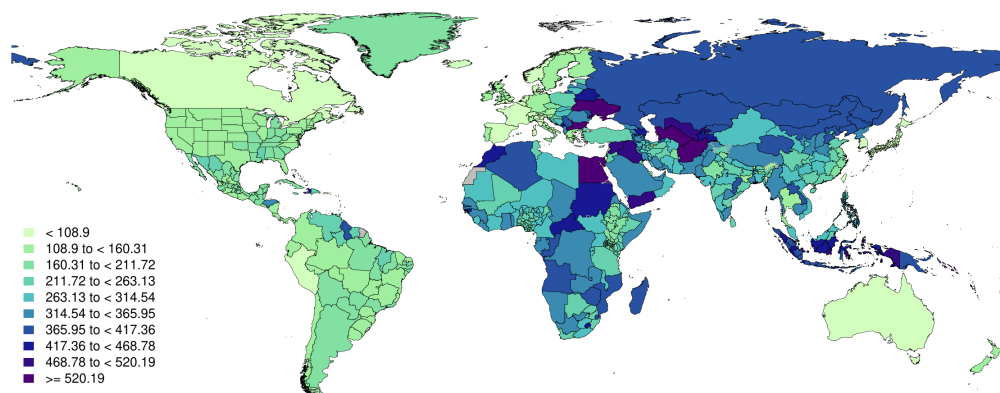 < 108.9
108.9 to < 160.31
160.31 to < 211.72
211.72 to < 263.13
263.13 to < 314.54
314.54 to < 365.95
365.95 to < 417.36
417.36 to < 468.78
468.78 to < 520.19
>= 520.19